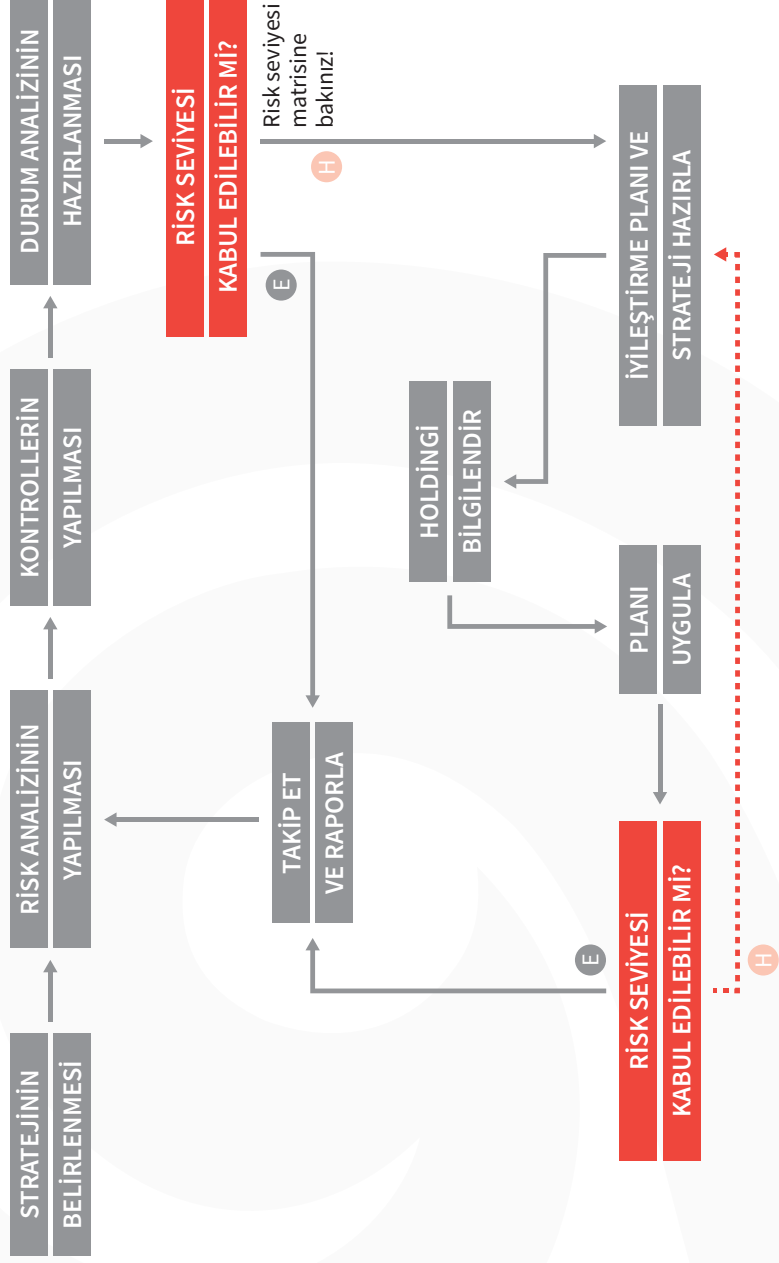 STRATEJİNİN
BELİRLENMESİ
RİSK ANALİZİNİN
YAPILMASI
KONTROLLERİN
YAPILMASI
DURUM ANALİZİNİN
HAZIRLANMASI
RİSK SEVİYESİ
KABUL EDİLEBİLİR Mİ?
E
H
Risk seviyesi
matrisine
bakınız!
TAKİP ET
VE RAPORLA
HOLDİNGİ
BİLGİLENDİR
RİSK SEVİYESİ
KABUL EDİLEBİLİR Mİ?
E
H
PLANI
UYGULA
İYİLEŞTİRME PLANI VE
STRATEJİ HAZIRLA